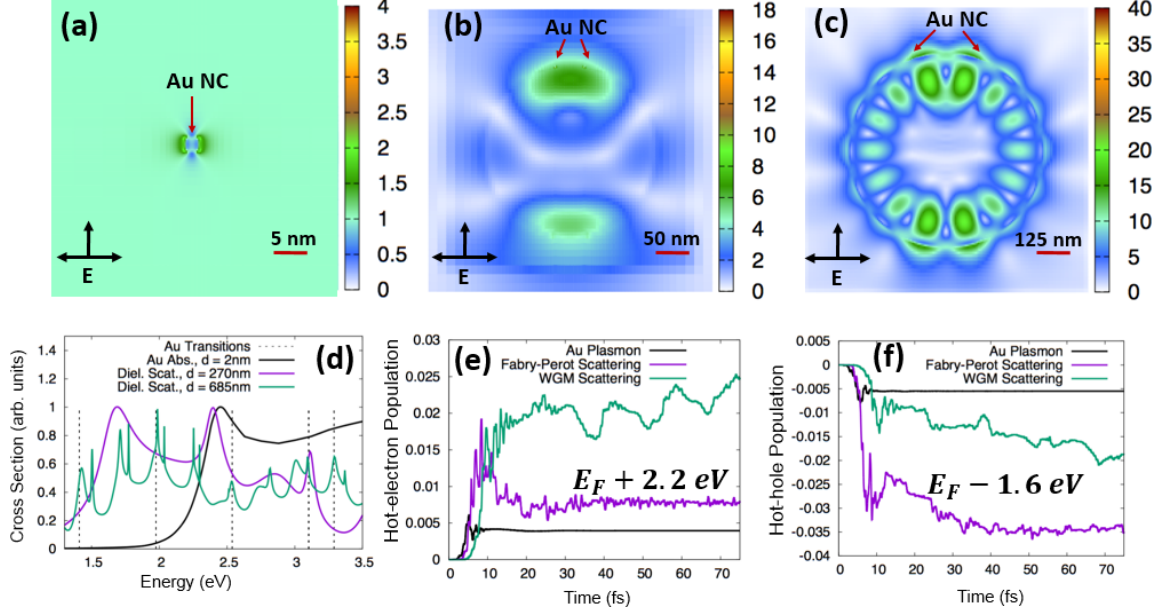 (a)
Au NC
E
5 nm
4
3.5
3
2.5
2
1.5
1
0.5
0
(b)
Au NC
E
50 nm
18
16
14
12
10
8
6
4
2
0
(c)
Au NC
E
125 nm
40
35
30
25
20
15
10
5
0
(d)
Cross Section (arb. units)
1.4
1.2
1
0.8
0.6
0.4
0.2
0
Au Transitions
Au Abs., d = 2nm
Diel. Scat., d = 270nm
Diel. Scat., d = 685nm
1.5 2 2.5 3 3.5
Energy (eV)
(e)
Hot-electron Population
0.03
0.025
0.02
0.015
0.01
0.005
0
Au Plasmon
Fabry-Perot Scattering
WGM Scattering
E_F + 2.2 eV
0 10 20 30 40 50 60 70
Time (fs)
(f)
Hot-hole Population
0.005
0
-0.005
-0.01
-0.015
-0.02
-0.025
-0.03
-0.035
-0.04
Au Plasmon
Fabry-Perot Scattering
WGM Scattering
E_F − 1.6 eV
0 10 20 30 40 50 60 70
Time (fs)